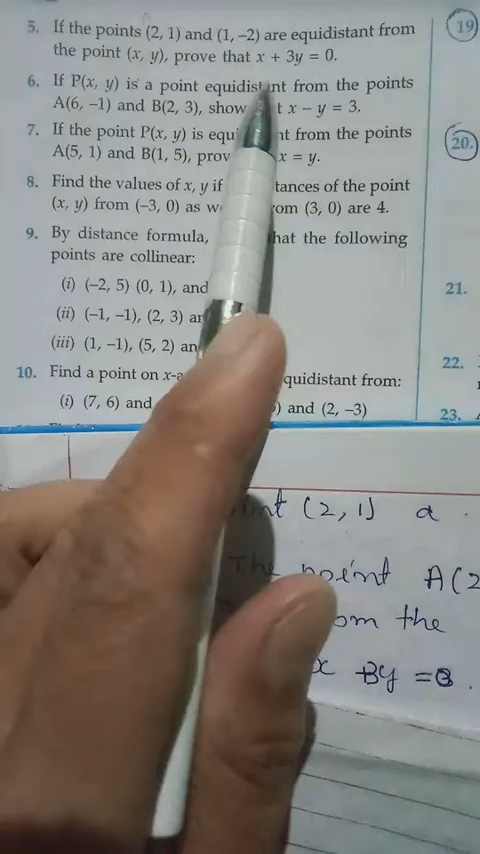 5. If the points (2, 1) and (1, –2) are equidistant from
the point (x, y), prove that x + 3y = 0.
6. If P(x, y) is a point equidistant from the points
A(6, –1) and B(2, 3), show t x – y = 3.
7. If the point P(x, y) is equi nt from the points
A(5, 1) and B(1, 5), prov x = y.
8. Find the values of x, y if tances of the point
(x, y) from (–3, 0) as w om (3, 0) are 4.
9. By distance formula, that the following
points are collinear:
(i) (–2, 5) (0, 1), and
(ii) (–1, –1), (2, 3) an
(iii) (1, –1), (5, 2) an
10. Find a point on x-a quidistant from:
(i) (7, 6) and ) and (2, –3)
19
20.
21.
22.
23.
int (2, 1) a
The point A(2
om the
x By = 0.